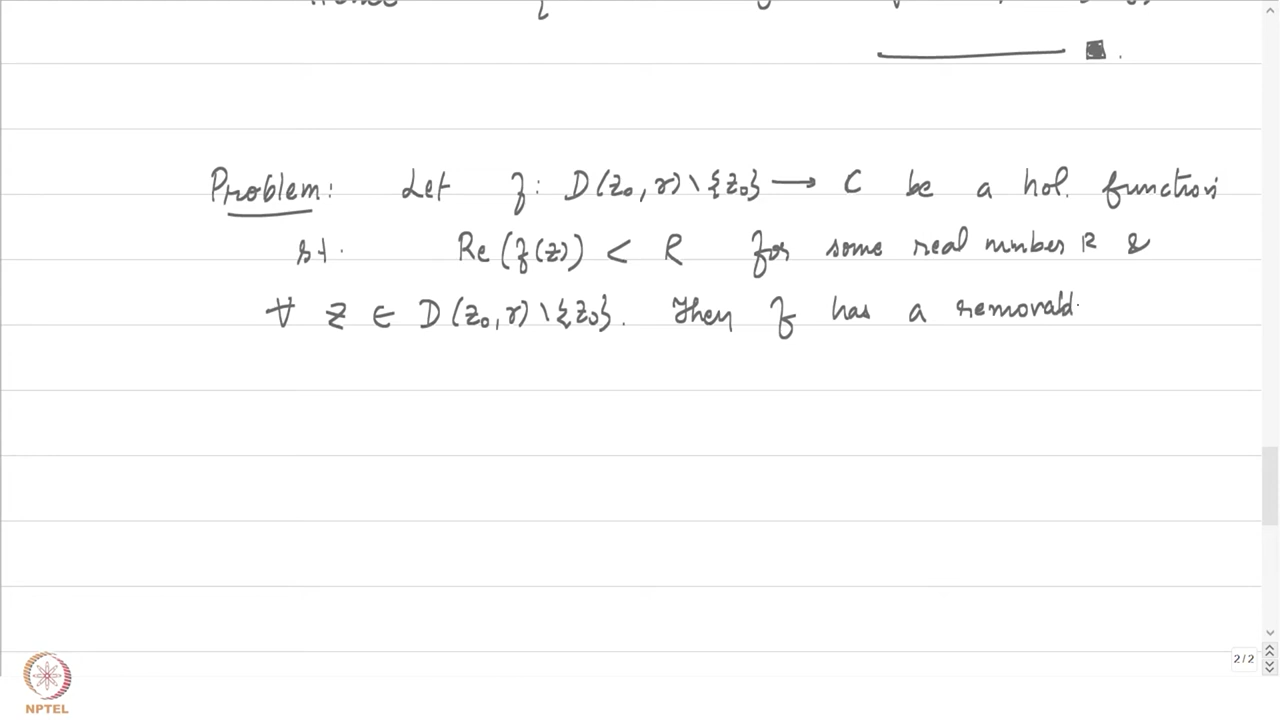 Problem: Let f: D(z₀, r) \ {z₀} ⟶ C be a hol. function
s.t. Re(f(z)) < R for some real number R &
∀ z ∈ D(z₀, r) \ {z₀}. Then f has a removabl
2/2
NPTEL